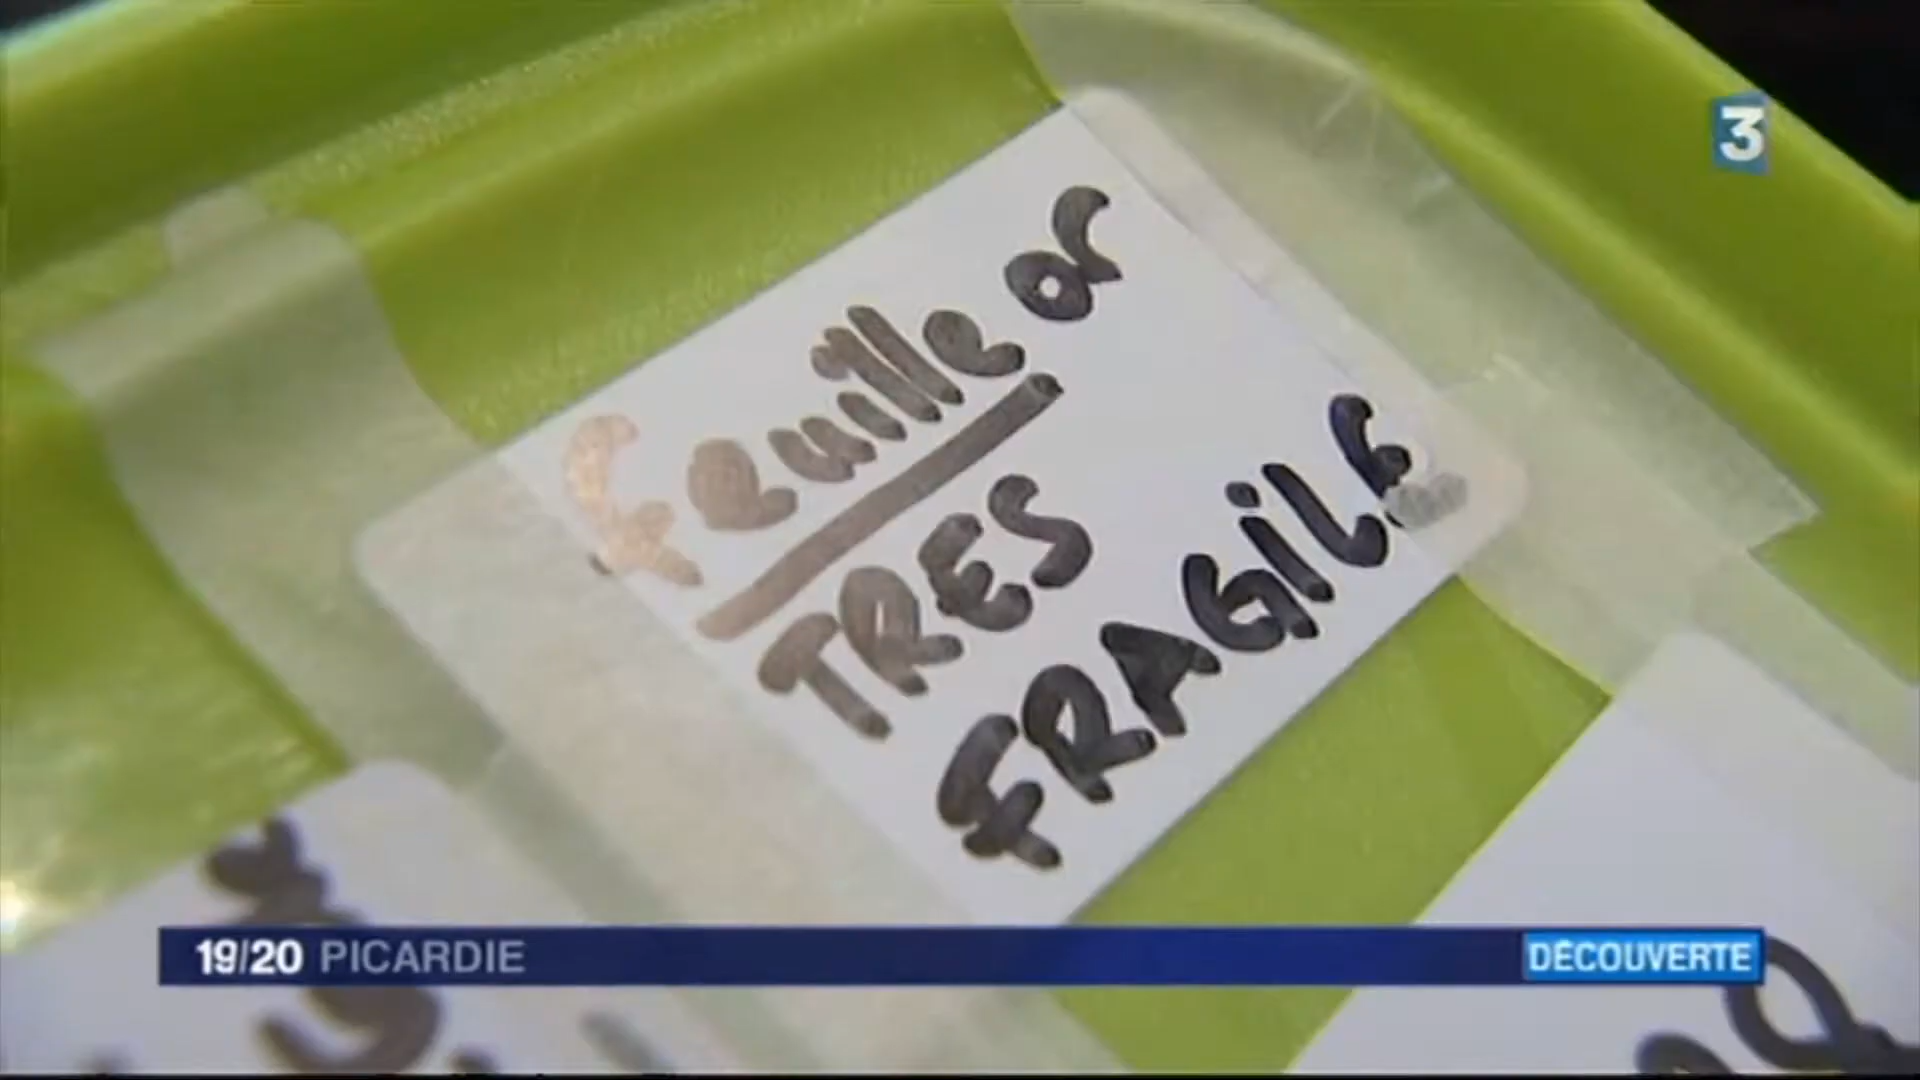 3
feuille or
TRES
FRAGILE
19/20 PICARDIE
DÉCOUVERTE